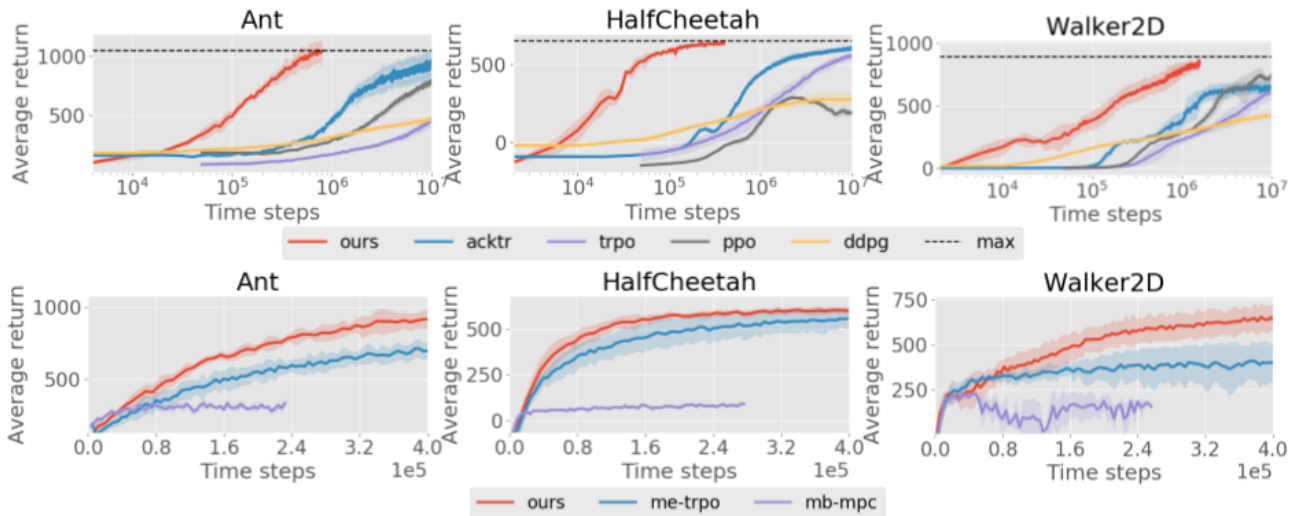 Ant HalfCheetah Walker2D
Average return
1000
500
10^4 10^5 10^6 10^7
Time steps
Average return
500
0
10^4 10^5 10^6 10^7
Time steps
Average return
1000
500
0
10^4 10^5 10^6 10^7
Time steps
ours acktr trpo ppo ddpg max
Ant HalfCheetah Walker2D
Average return
1000
500
0.0 0.8 1.6 2.4 3.2 4.0
Time steps 1e5
Average return
500
250
0
0.0 0.8 1.6 2.4 3.2 4.0
Time steps 1e5
Average return
750
500
250
0.0 0.8 1.6 2.4 3.2 4.0
Time steps 1e5
ours me-trpo mb-mpc